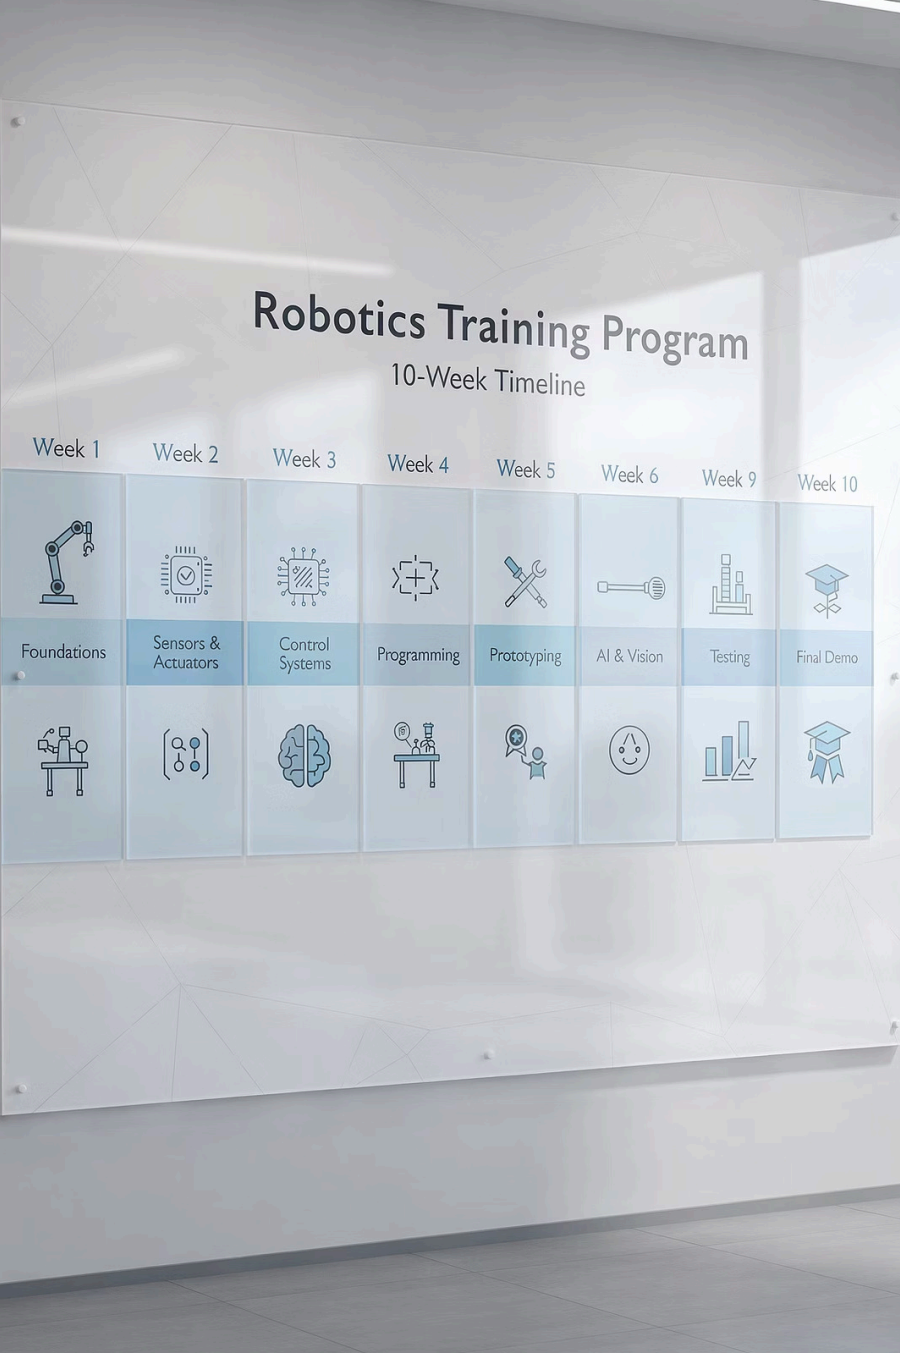 Robotics Training Program
10-Week Timeline
Week 1
Week 2
Week 3
Week 4
Week 5
Week 6
Week 9
Week 10
Foundations
Sensors &
Actuators
Control
Systems
Programming
Prototyping
AI & Vision
Testing
Final Demo